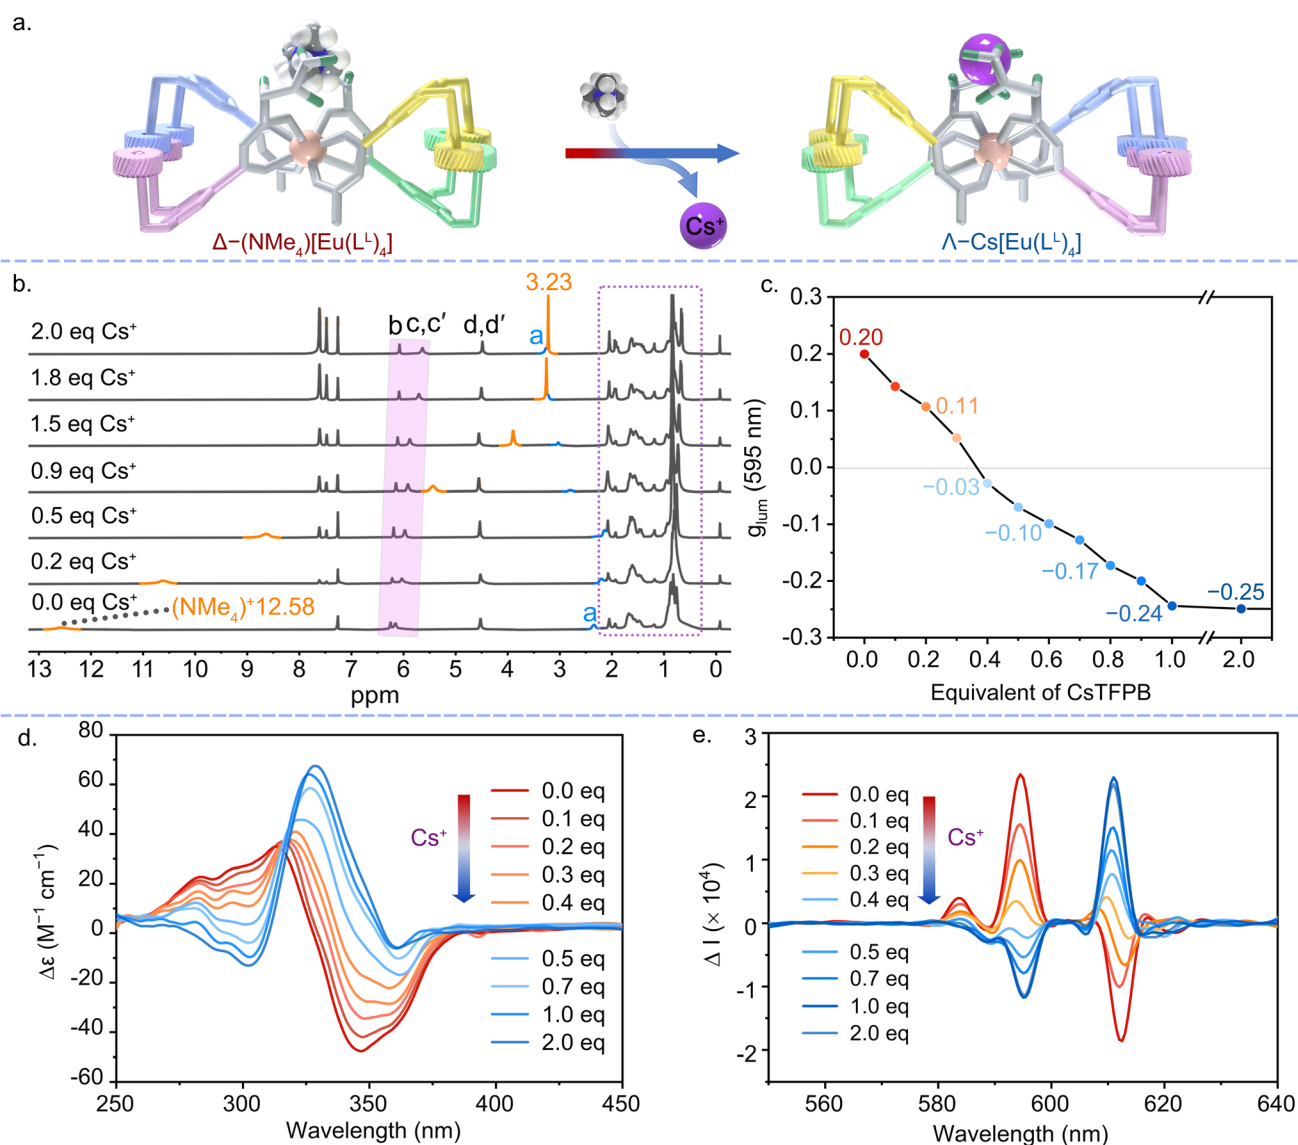 a.
Cs⁺
Δ−(NMe₄)[Eu(Lᴸ)₄]
Λ−Cs[Eu(Lᴸ)₄]
b.
3.23
b c,c′ d,d′ a
2.0 eq Cs⁺
1.8 eq Cs⁺
1.5 eq Cs⁺
0.9 eq Cs⁺
0.5 eq Cs⁺
0.2 eq Cs⁺
0.0 eq Cs⁺
(NMe₄)⁺12.58
a
13 12 11 10 9 8 7 6 5 4 3 2 1 0
ppm
c.
0.3
0.2
0.1
0.0
-0.1
-0.2
-0.3
g_lum (595 nm)
0.20
0.11
−0.03
−0.10
−0.17
−0.24
−0.25
0.0 0.2 0.4 0.6 0.8 1.0 2.0
Equivalent of CsTFPB
d.
80
60
40
20
0
-20
-40
-60
Δε (M⁻¹ cm⁻¹)
Cs⁺
0.0 eq
0.1 eq
0.2 eq
0.3 eq
0.4 eq
0.5 eq
0.7 eq
1.0 eq
2.0 eq
250 300 350 400 450
Wavelength (nm)
e.
3
2
1
0
-1
-2
Δ I (× 10⁴)
0.0 eq
0.1 eq
0.2 eq
0.3 eq
0.4 eq
Cs⁺
0.5 eq
0.7 eq
1.0 eq
2.0 eq
560 580 600 620 640
Wavelength (nm)